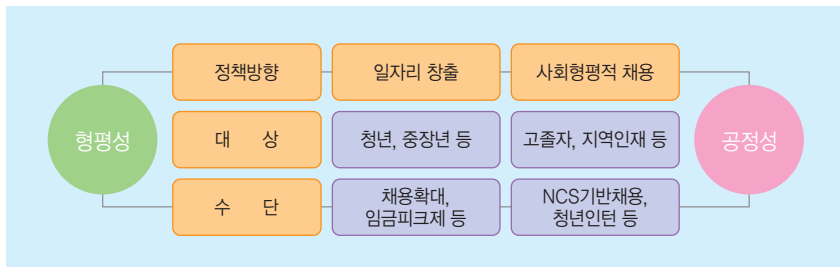 정책방향 일자리 창출 사회형평적 채용
형평성 대 상 청년, 중장년 등 고졸자, 지역인재 등 공정성
수 단 채용확대, 임금피크제 등 NCS기반채용, 청년인턴 등